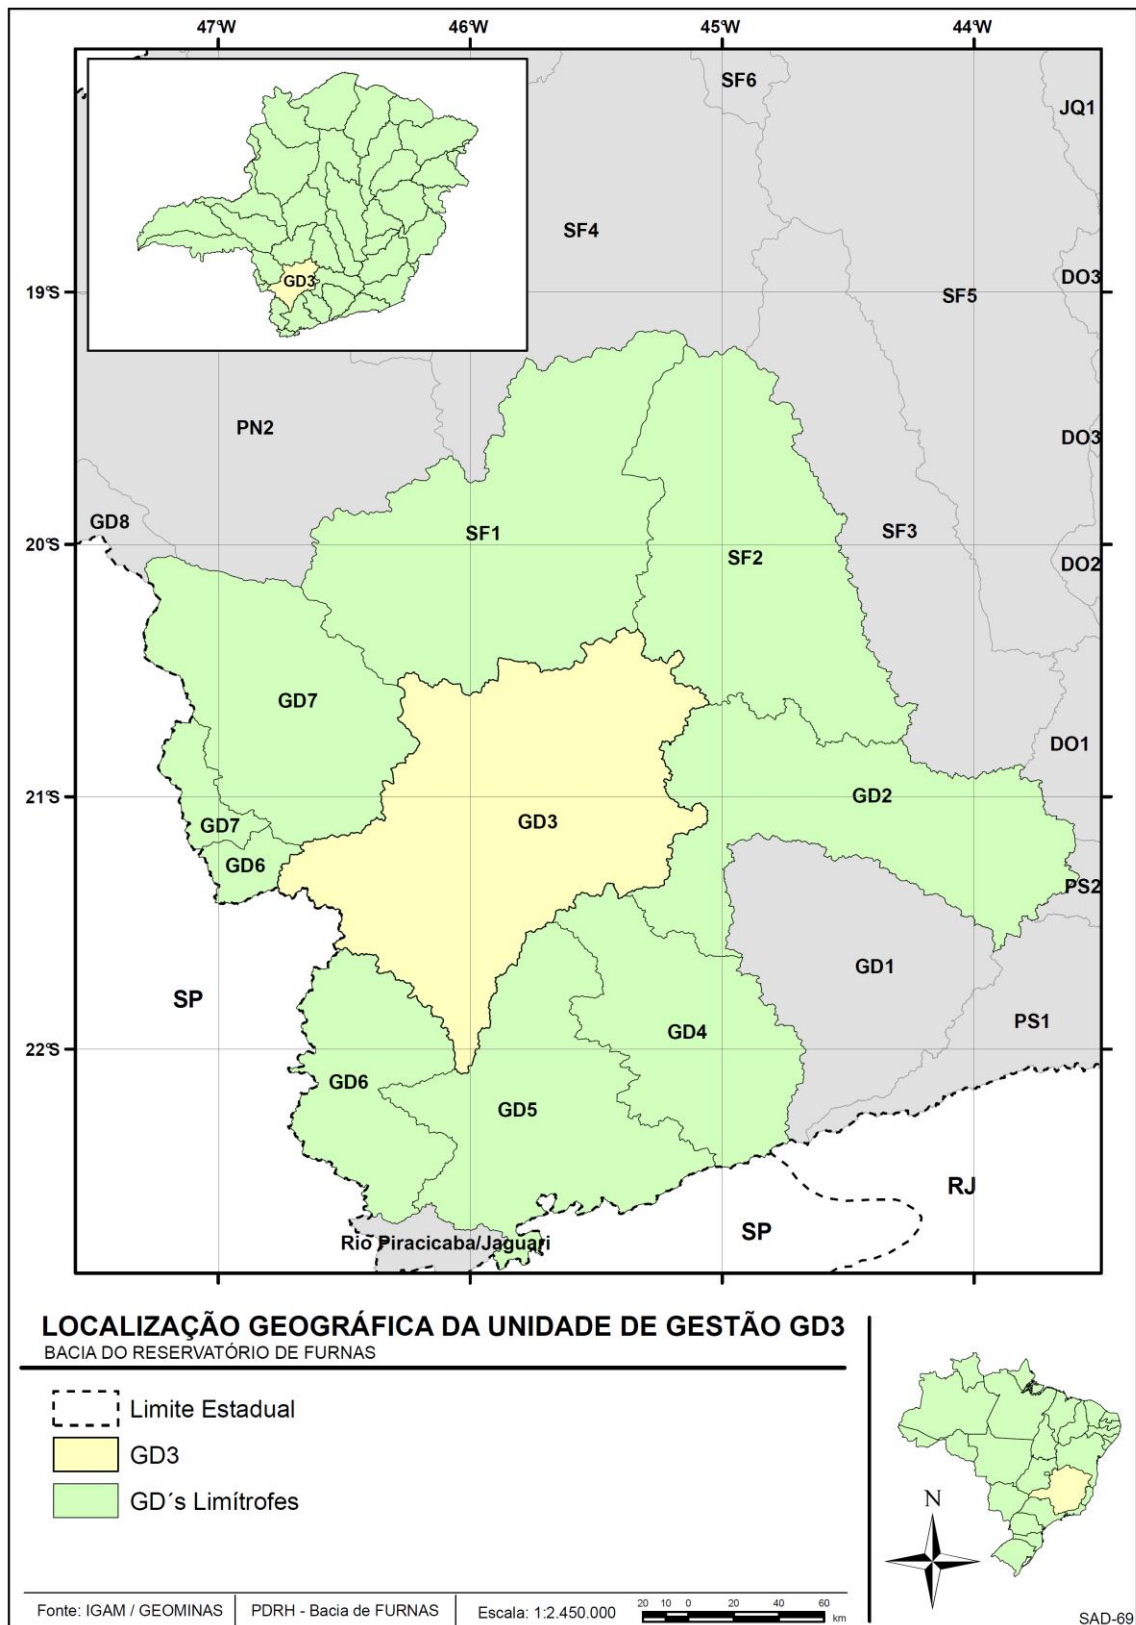 47°W 46°W 45°W 44°W
SF6
JQ1
SF4
GD3
DO3
19°S
SF5
PN2
DO3
GD8
SF1
SF3
20°S
SF2
DO2
GD7
DO1
21°S
GD2
GD7
GD3
GD6
PS2
GD1
SP
PS1
GD4
22°S
GD6
GD5
RJ
SP
Rio Piracicaba/Jaguari
LOCALIZAÇÃO GEOGRÁFICA DA UNIDADE DE GESTÃO GD3
BACIA DO RESERVATÓRIO DE FURNAS
Limite Estadual
GD3
GD´s Limítrofes
N
Fonte: IGAM / GEOMINAS
PDRH - Bacia de FURNAS
Escala: 1:2.450.000
20 10 0 20 40 60
km
SAD-69